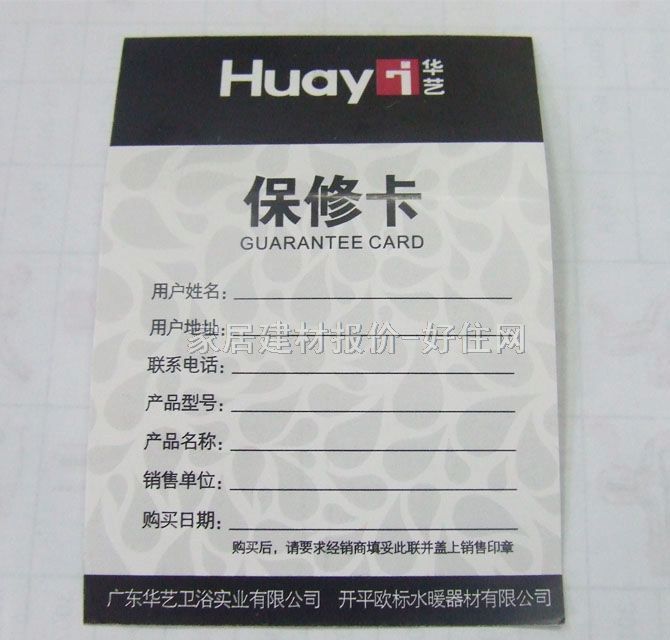 Huayi 华艺
保修卡
GUARANTEE CARD
用户姓名:
用户地址:
家居建材报价-好住网
联系电话:
产品型号:
产品名称:
销售单位:
购买日期:
购买后，请要求经销商填妥此联并盖上销售印章
广东华艺卫浴实业有限公司 开平欧标水暖器材有限公司